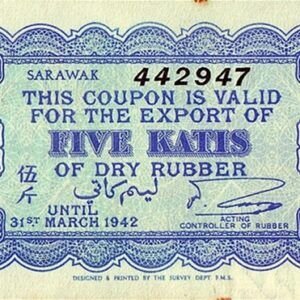 SARAWAK 442947
THIS COUPON IS VALID
FOR THE EXPORT OF
FIVE KATIS
OF DRY RUBBER
伍斤 ليم كاتي
UNTIL
31ST MARCH 1942
ACTING
CONTROLLER OF RUBBER
DESIGNED & PRINTED BY THE SURVEY DEPT. F.M.S.